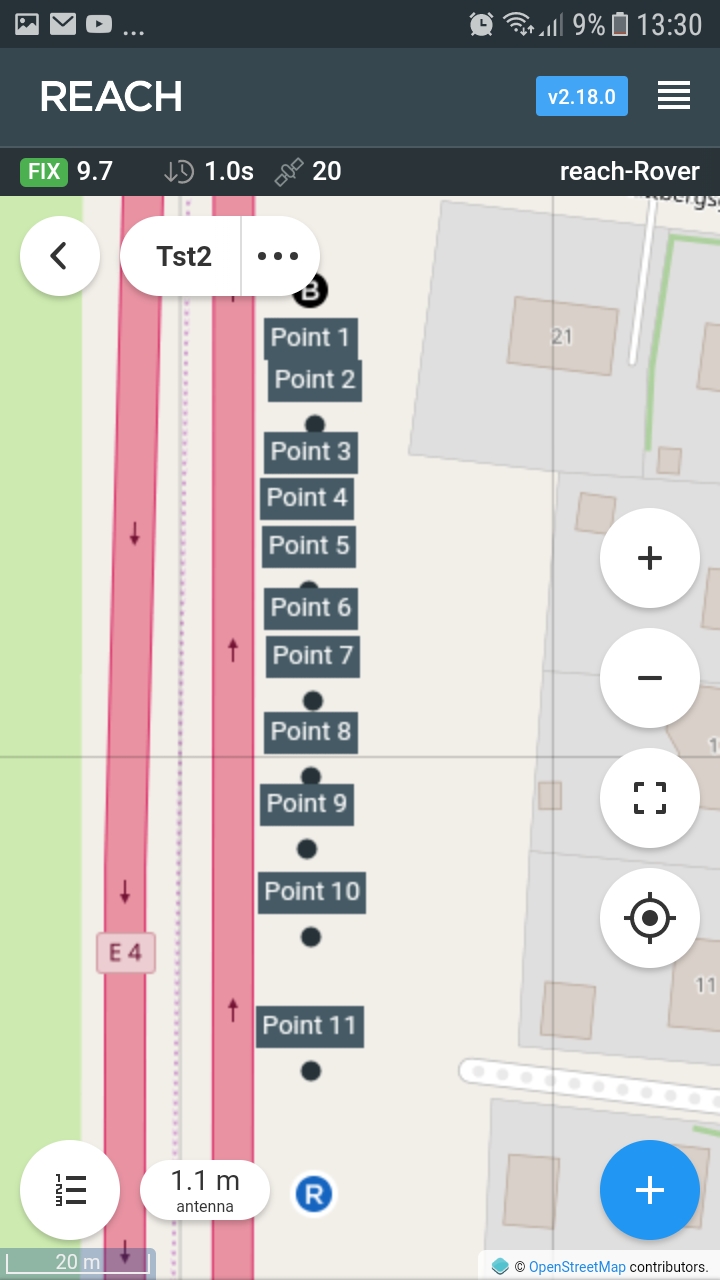 ... 9% 13:30
REACH v2.18.0
FIX 9.7 1.0s 20 reach-Rover
Tst2
B
Point 1
21
Point 2
Point 3
Point 4
Point 5
Point 6
Point 7
Point 8
Point 9
Point 10
E 4
11
Point 11
1.1 m
antenna
R
20 m
© OpenStreetMap contributors.